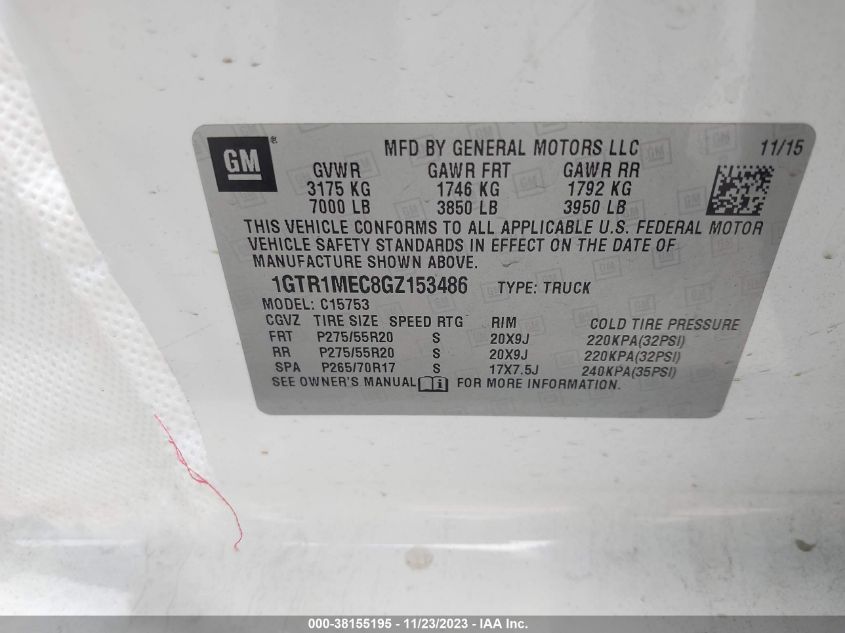 GM®
MFD BY GENERAL MOTORS LLC 11/15
GVWR GAWR FRT GAWR RR
3175 KG 1746 KG 1792 KG
7000 LB 3850 LB 3950 LB
THIS VEHICLE CONFORMS TO ALL APPLICABLE U.S. FEDERAL MOTOR
VEHICLE SAFETY STANDARDS IN EFFECT ON THE DATE OF
MANUFACTURE SHOWN ABOVE.
1GTR1MEC8GZ153486 TYPE: TRUCK
MODEL: C15753
CGVZ TIRE SIZE SPEED RTG RIM COLD TIRE PRESSURE
FRT P275/55R20 S 20X9J 220KPA(32PSI)
RR P275/55R20 S 20X9J 220KPA(32PSI)
SPA P265/70R17 S 17X7.5J 240KPA(35PSI)
SEE OWNER'S MANUAL FOR MORE INFORMATION.
000-38155195 - 11/23/2023 - IAA Inc.